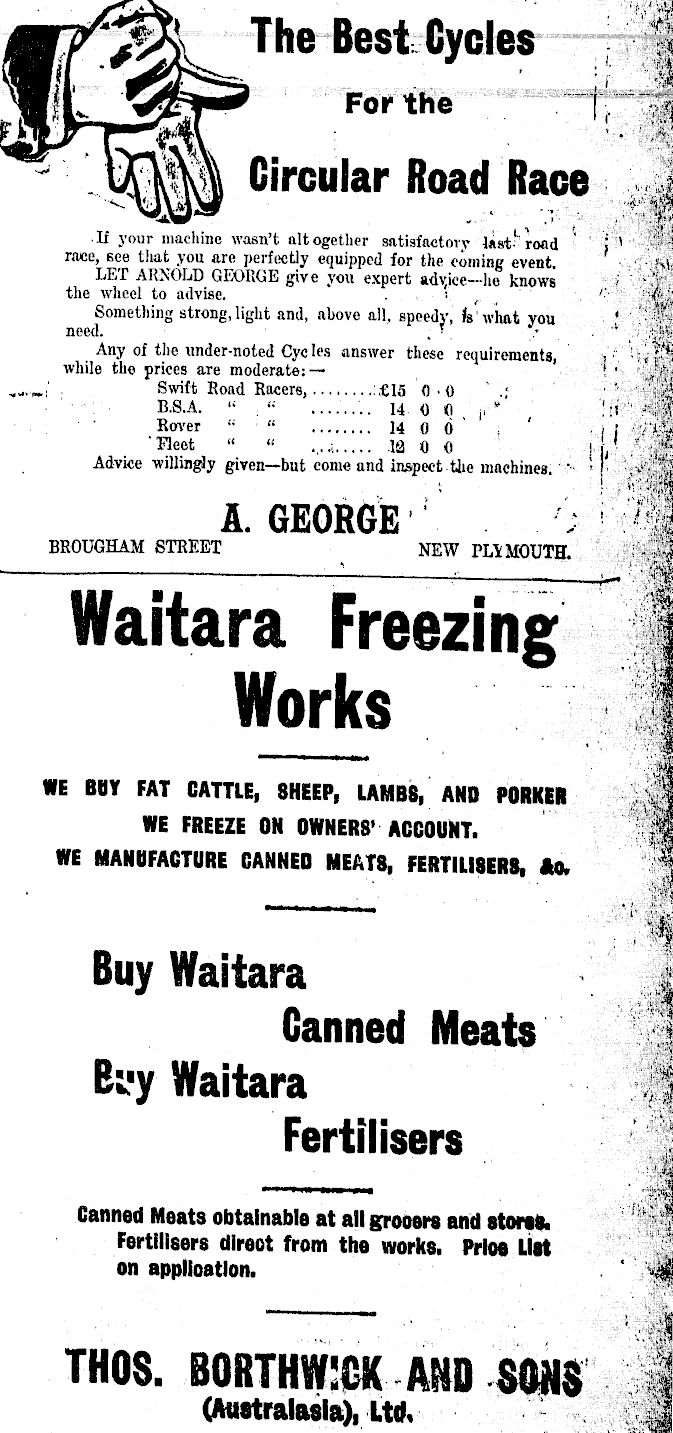 The Best Cycles
For the
Circular Road Race
If your machine wasn't altogether satisfactory last road
race, see that you are perfectly equipped for the coming event.
LET ARNOLD GEORGE give you expert advice—he knows
the wheel to advise.
Something strong, light and, above all, speedy, is what you
need.
Any of the under-noted Cycles answer these requirements,
while the prices are moderate:—
Swift Road Racers, ........ £15 0 0
B.S.A. " " ........ 14 0 0
Rover " " ........ 14 0 0
Fleet " " ........ 12 0 0
Advice willingly given—but come and inspect the machines.
A. GEORGE
BROUGHAM STREET NEW PLYMOUTH.
Waitara Freezing
Works
WE BUY FAT CATTLE, SHEEP, LAMBS, AND PORKER
WE FREEZE ON OWNERS' ACCOUNT.
WE MANUFACTURE CANNED MEATS, FERTILISERS, &o.
Buy Waitara
Canned Meats
Buy Waitara
Fertilisers
Canned Meats obtainable at all grocers and stores.
Fertilisers direct from the works. Price List
on application.
THOS. BORTHWICK AND SONS
(Australasia), Ltd.